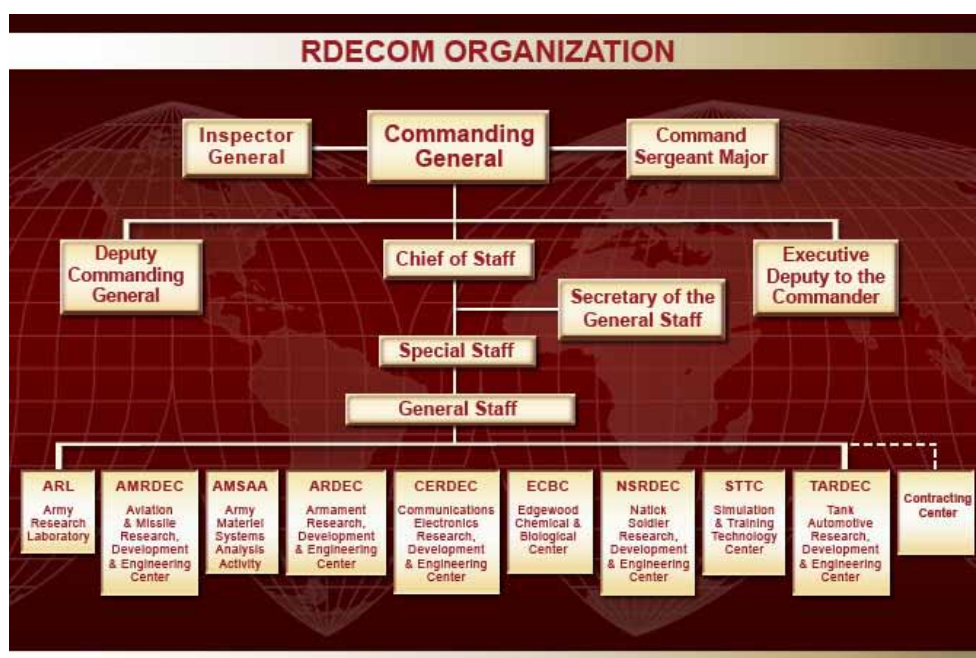 RDECOM ORGANIZATION
Inspector
General
Commanding
General
Command
Sergeant Major
Deputy
Commanding
General
Chief of Staff
Executive
Deputy to the
Commander
Secretary of the
General Staff
Special Staff
General Staff
ARL
Army
Research
Laboratory
AMRDEC
Aviation
& Missile
Research,
Development
& Engineering
Center
AMSAA
Army
Materiel
Systems
Analysis
Activity
ARDEC
Armament
Research,
Development
& Engineering
Center
CERDEC
Communications
Electronics
Research,
Development
& Engineering
Center
ECBC
Edgewood
Chemical &
Biological
Center
NSRDEC
Natick
Soldier
Research,
Development
& Engineering
Center
STTC
Simulation
& Training
Technology
Center
TARDEC
Tank
Automotive
Research,
Development
& Engineering
Center
Contracting
Center